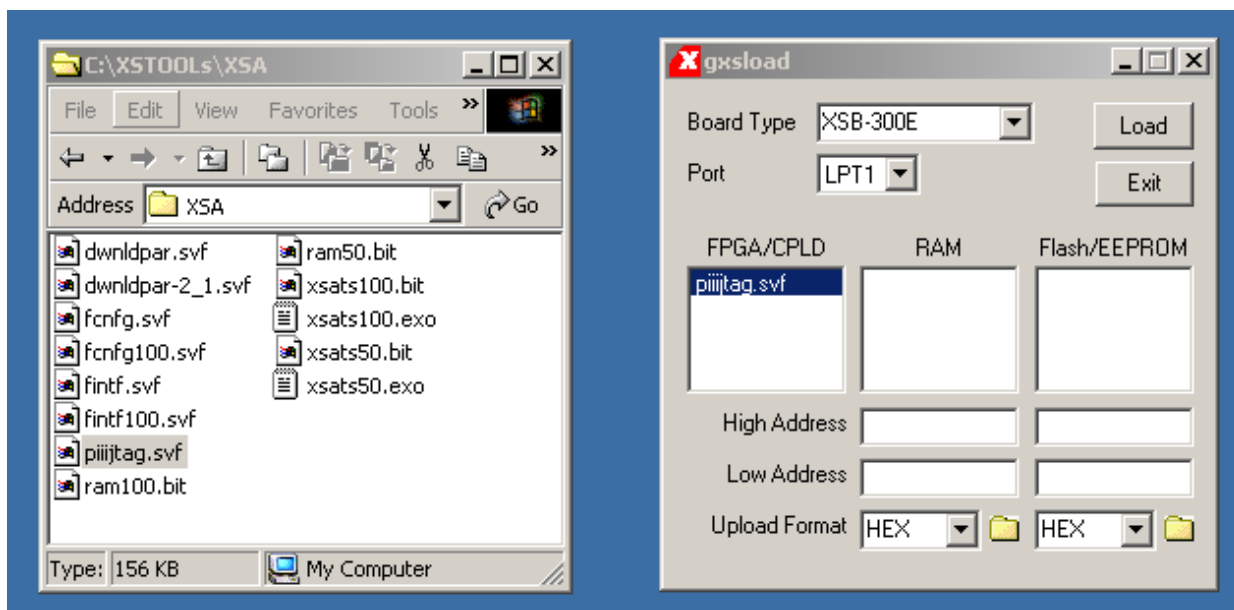 C:\XSTOOLs\XSA
File Edit View Favorites Tools »
»
Address XSA Go
dwnldpar.svf
dwnldpar-2_1.svf
fcnfg.svf
fcnfg100.svf
fintf.svf
fintf100.svf
piiijtag.svf
ram100.bit
ram50.bit
xsats100.bit
xsats100.exo
xsats50.bit
xsats50.exo
Type: 156 KB My Computer
X gxsload
Board Type XSB-300E Load
Port LPT1 Exit
FPGA/CPLD RAM Flash/EEPROM
piiijtag.svf
High Address
Low Address
Upload Format HEX HEX